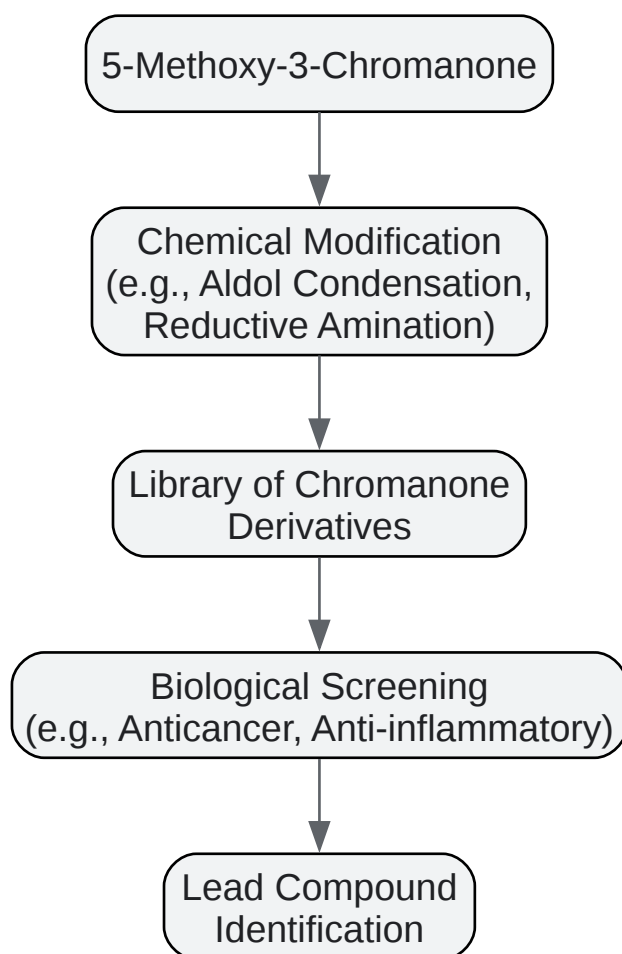 5-Methoxy-3-Chromanone
Chemical Modification
(e.g., Aldol Condensation,
Reductive Amination)
Library of Chromanone
Derivatives
Biological Screening
(e.g., Anticancer, Anti-inflammatory)
Lead Compound
Identification